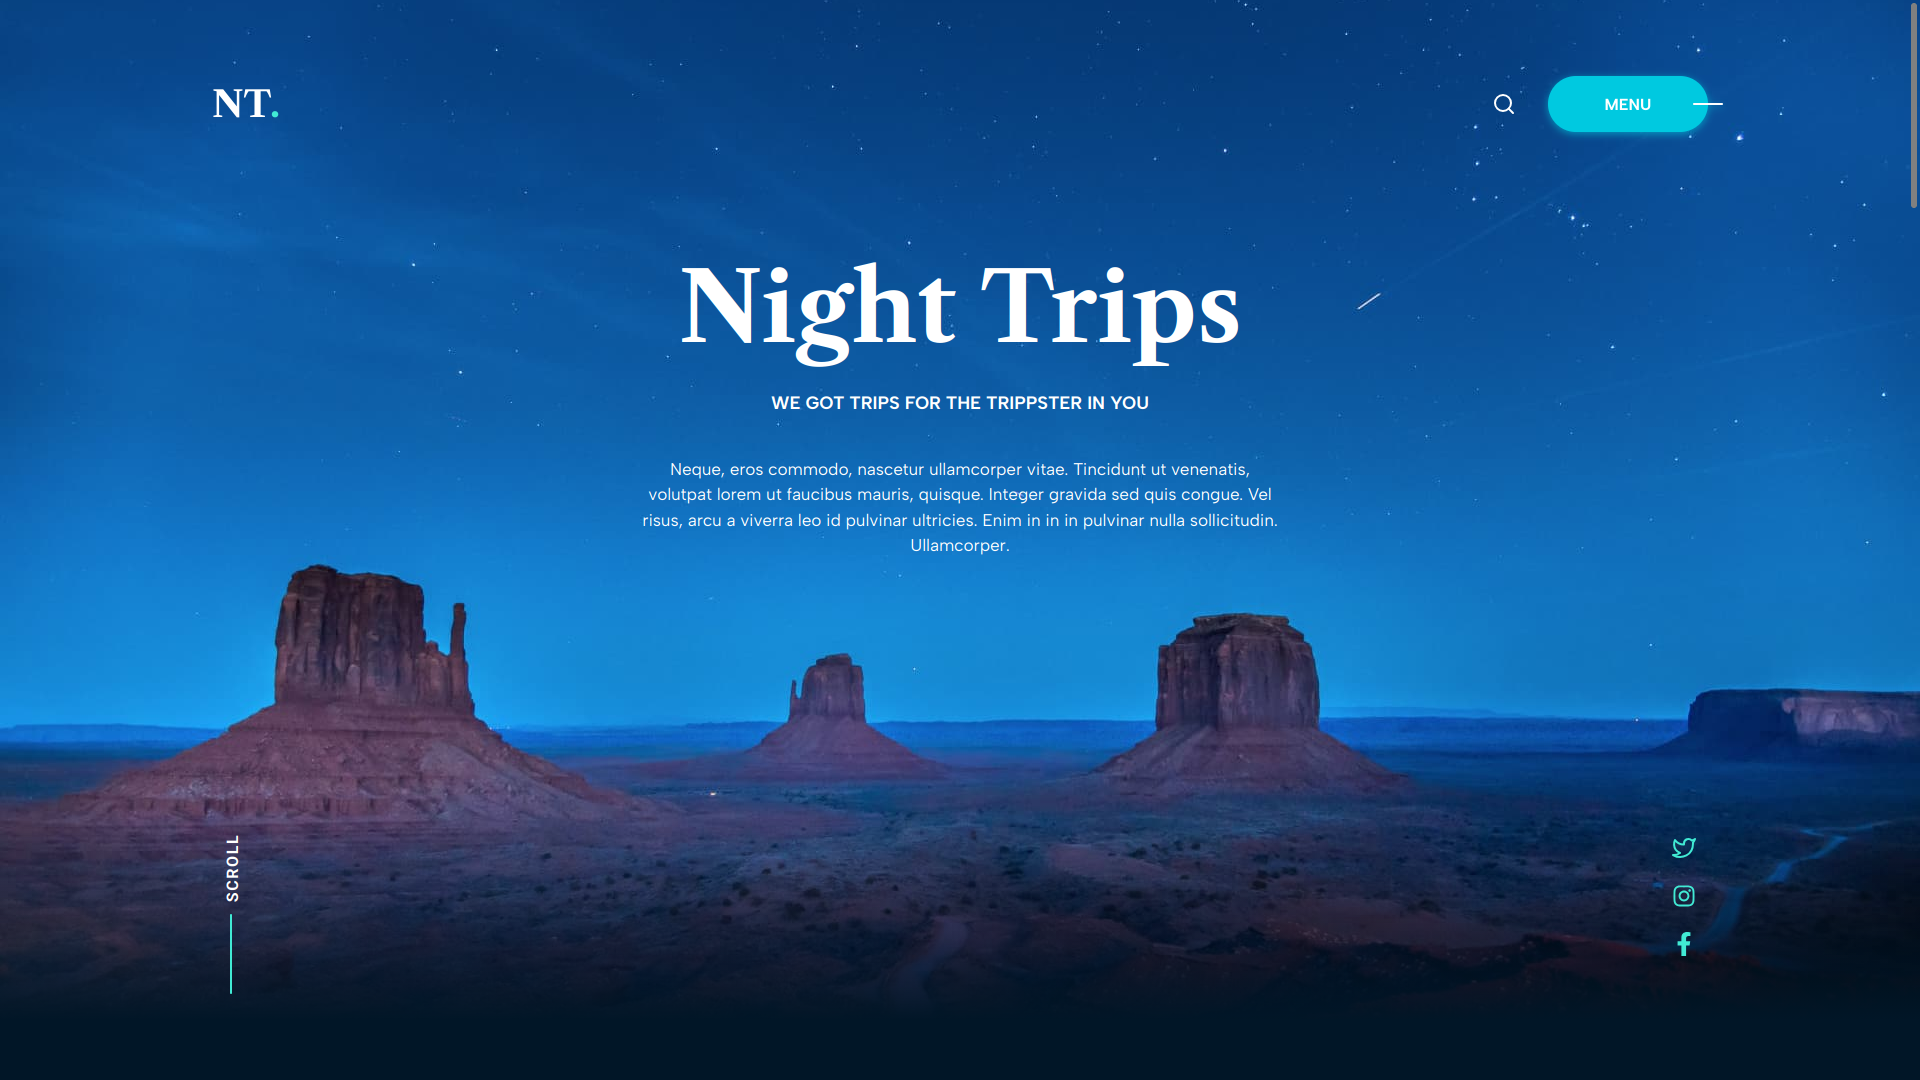 NT.
MENU
Night Trips
WE GOT TRIPS FOR THE TRIPPSTER IN YOU
Neque, eros commodo, nascetur ullamcorper vitae. Tincidunt ut venenatis,
volutpat lorem ut faucibus mauris, quisque. Integer gravida sed quis congue. Vel
risus, arcu a viverra leo id pulvinar ultricies. Enim in in in pulvinar nulla sollicitudin.
Ullamcorper.
SCROLL